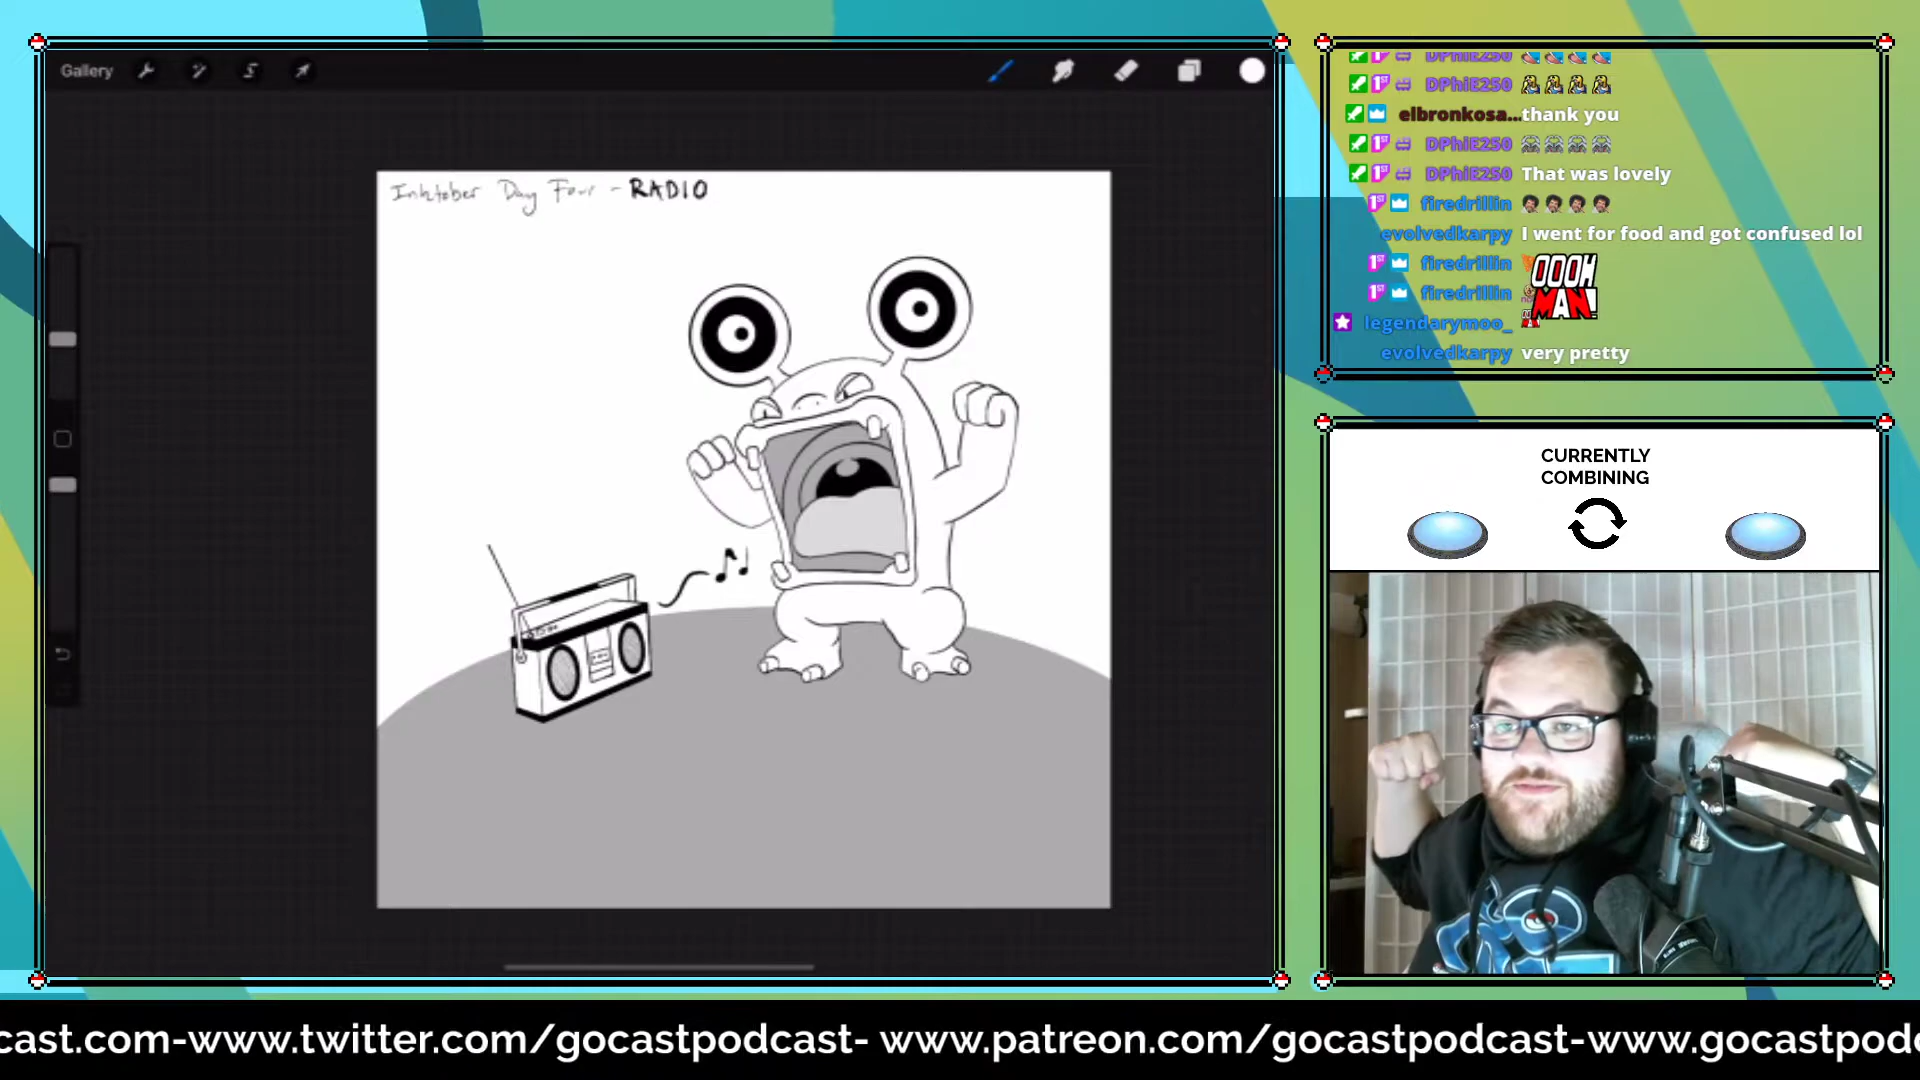 Gallery
Inktober Day Four - RADIO
DPhiE250
DPhiE250
elbronkosa...thank you
DPhiE250
DPhiE250 That was lovely
firedrillin
evolvedkarpy I went for food and got confused lol
firedrillin
firedrillin
OOOH
MAN!
legendarymoo_
evolvedkarpy very pretty
CURRENTLY
COMBINING
cast.com-www.twitter.com/gocastpodcast- www.patreon.com/gocastpodcast-www.gocastpodc